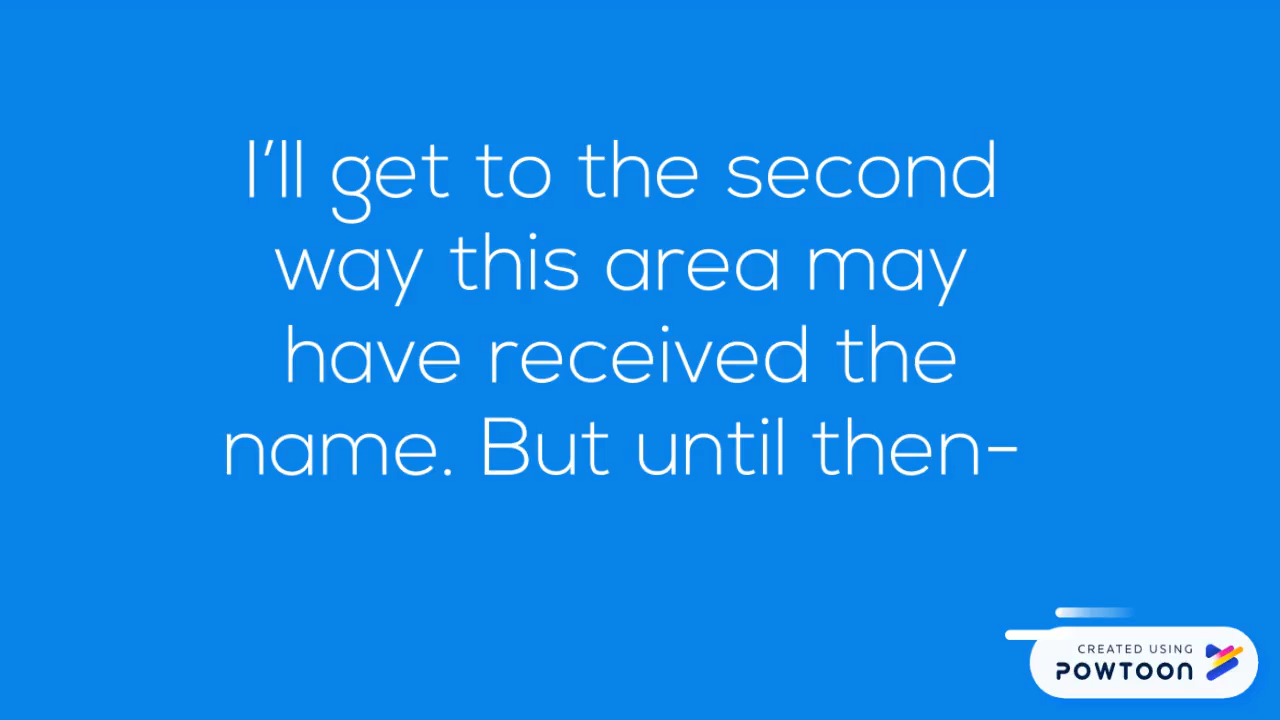 I'll get to the second
way this area may
have received the
name. But until then-
CREATED USING
POWTOON